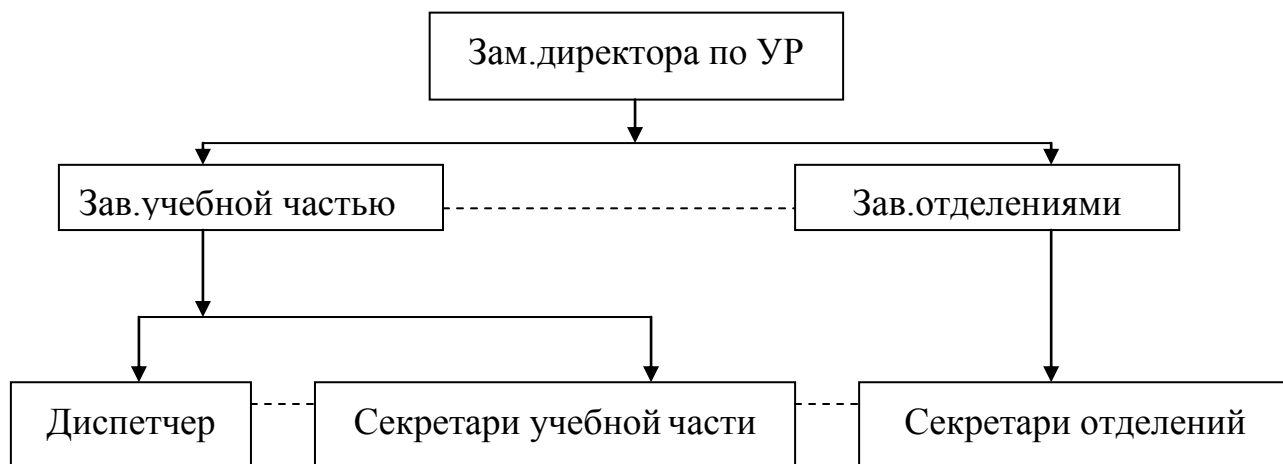 Зам.директора по УР
Зав.учебной частью
Зав.отделениями
Диспетчер
Секретари учебной части
Секретари отделений